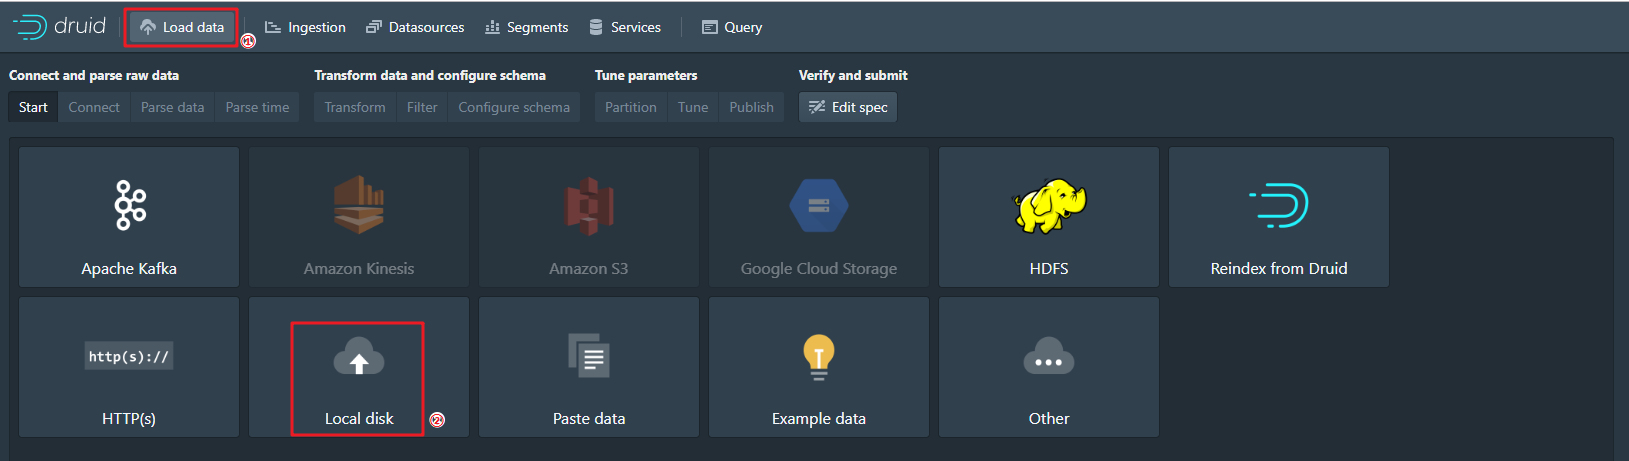 druid Load data ① Ingestion Datasources Segments Services Query
Connect and parse raw data Transform data and configure schema Tune parameters Verify and submit
Start Connect Parse data Parse time Transform Filter Configure schema Partition Tune Publish Edit spec
Apache Kafka Amazon Kinesis Amazon S3 Google Cloud Storage HDFS Reindex from Druid
http(s)://
HTTP(s) Local disk ② Paste data Example data Other